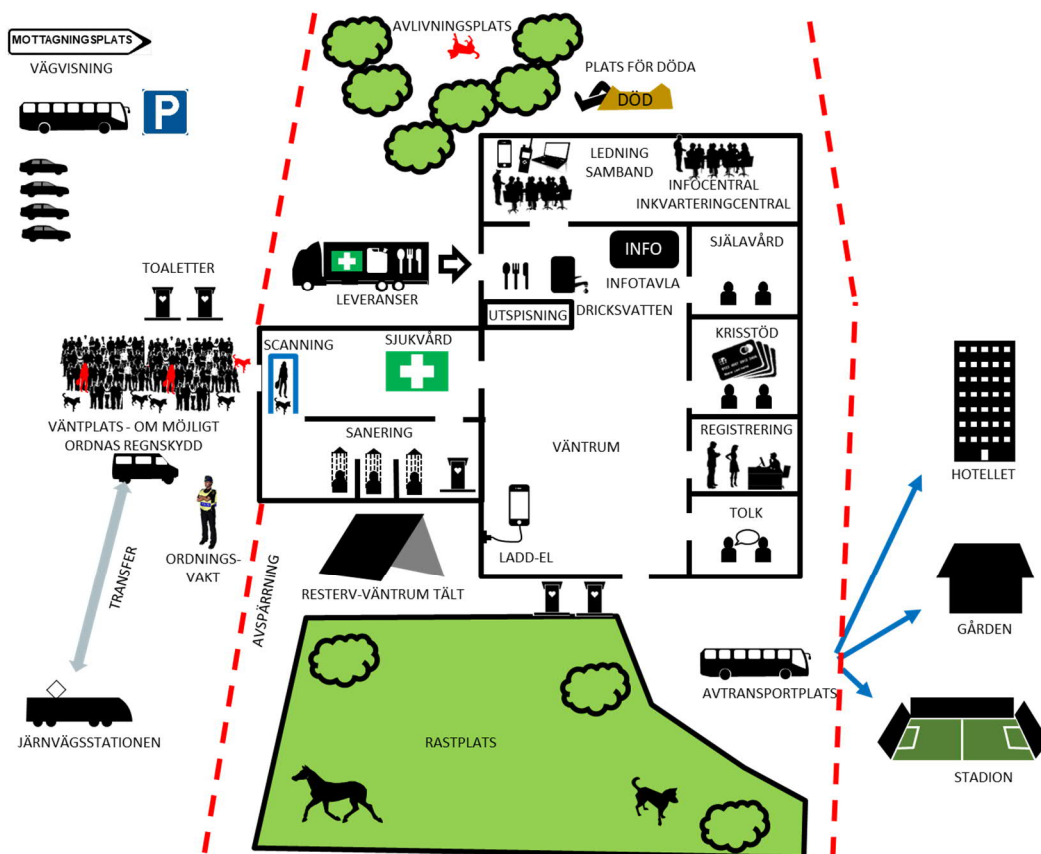 MOTTAGNINGSPLATS
VÄGVISNING
P
AVLIVNINGSPLATS
PLATS FÖR DÖDA
DÖD
LEDNING
SAMBAND
INFOCENTRAL
INKVARTERINGCENTRAL
TOALETTER
LEVERANSER
INFO
INFOTAVLA
SJÄLAVÅRD
UTSPISNING
DRICKSVATTEN
SCANNING
SJUKVÅRD
KRISSTÖD
VÄNTPLATS - OM MÖJLIGT
ORDNAS REGNSKYDD
SANERING
VÄNTRUM
REGISTRERING
HOTELLET
TRANSFER
ORDNINGS-
VAKT
AVSPÄRRNING
LADD-EL
TOLK
RESTERV-VÄNTRUM TÄLT
GÅRDEN
AVTRANSPORTPLATS
JÄRNVÄGSSTATIONEN
RASTPLATS
STADION